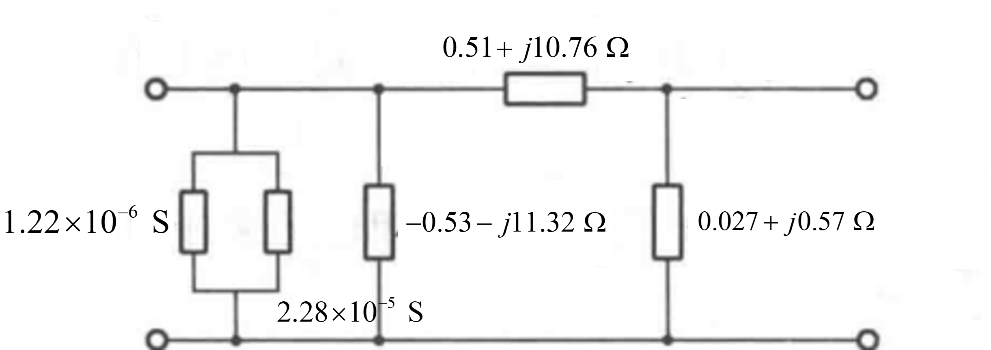 0.51+ j10.76 Ω
1.22×10⁻⁶ S
−0.53− j11.32 Ω
0.027+ j0.57 Ω
2.28×10⁻⁵ S